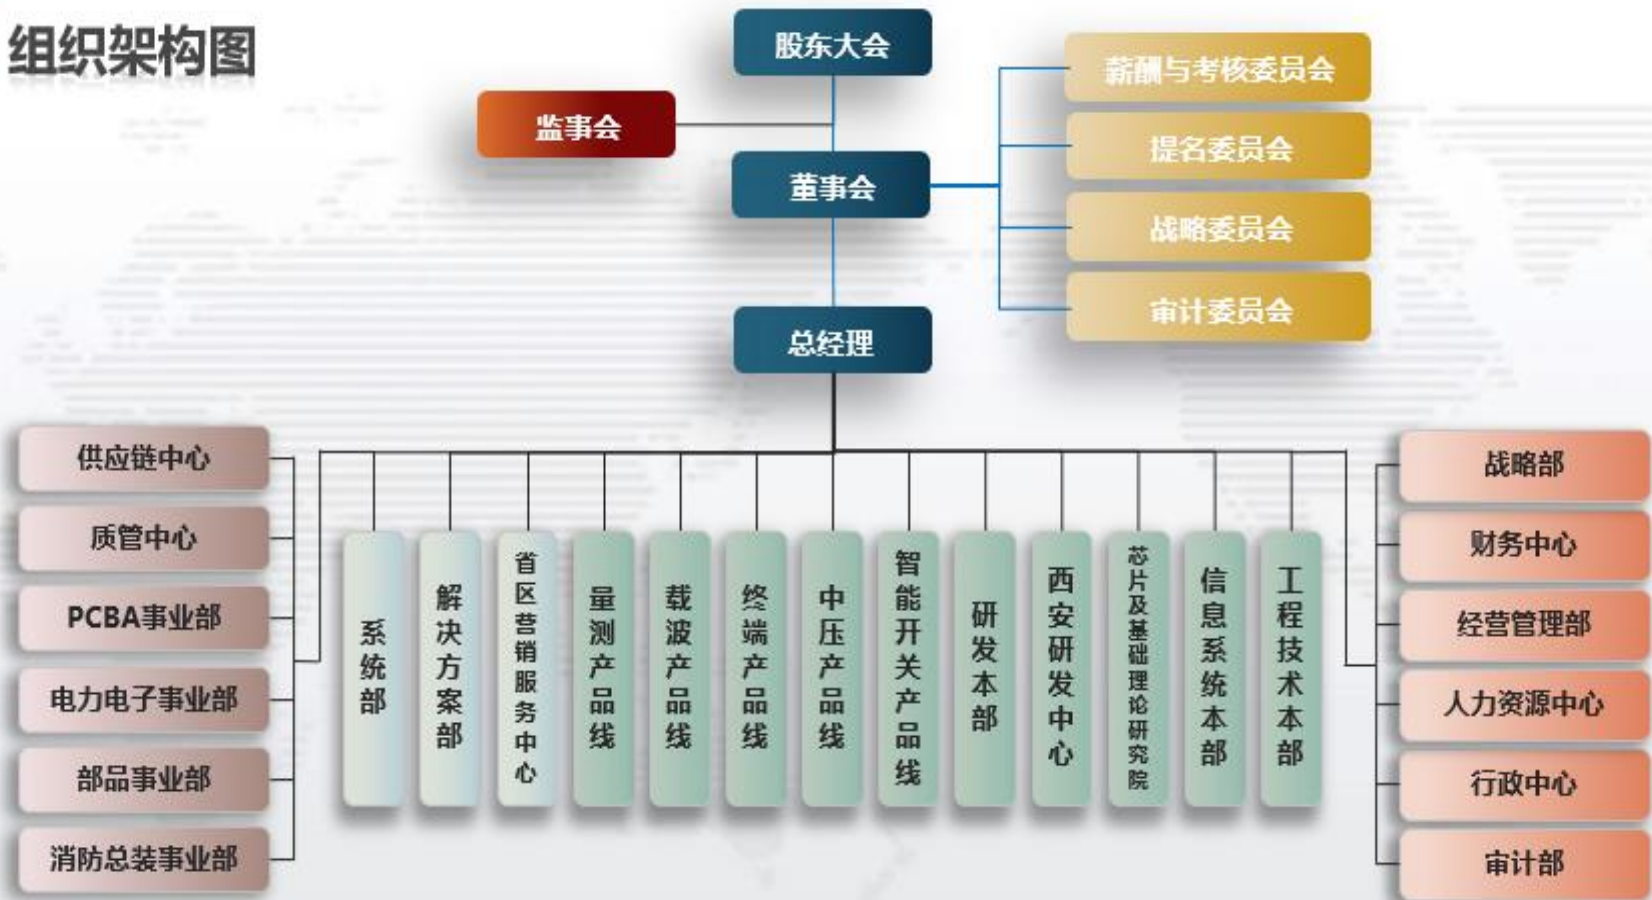 组织架构图
股东大会
监事会
董事会
薪酬与考核委员会
提名委员会
战略委员会
审计委员会
总经理
供应链中心
质管中心
PCBA事业部
电力电子事业部
部品事业部
消防总装事业部
系统部
解决方案部
省区营销服务中心
量测产品线
载波产品线
终端产品线
中压产品线
智能开关产品线
研发本部
西安研发中心
芯片及基础理论研究院
信息系统本部
工程技术本部
战略部
财务中心
经营管理部
人力资源中心
行政中心
审计部